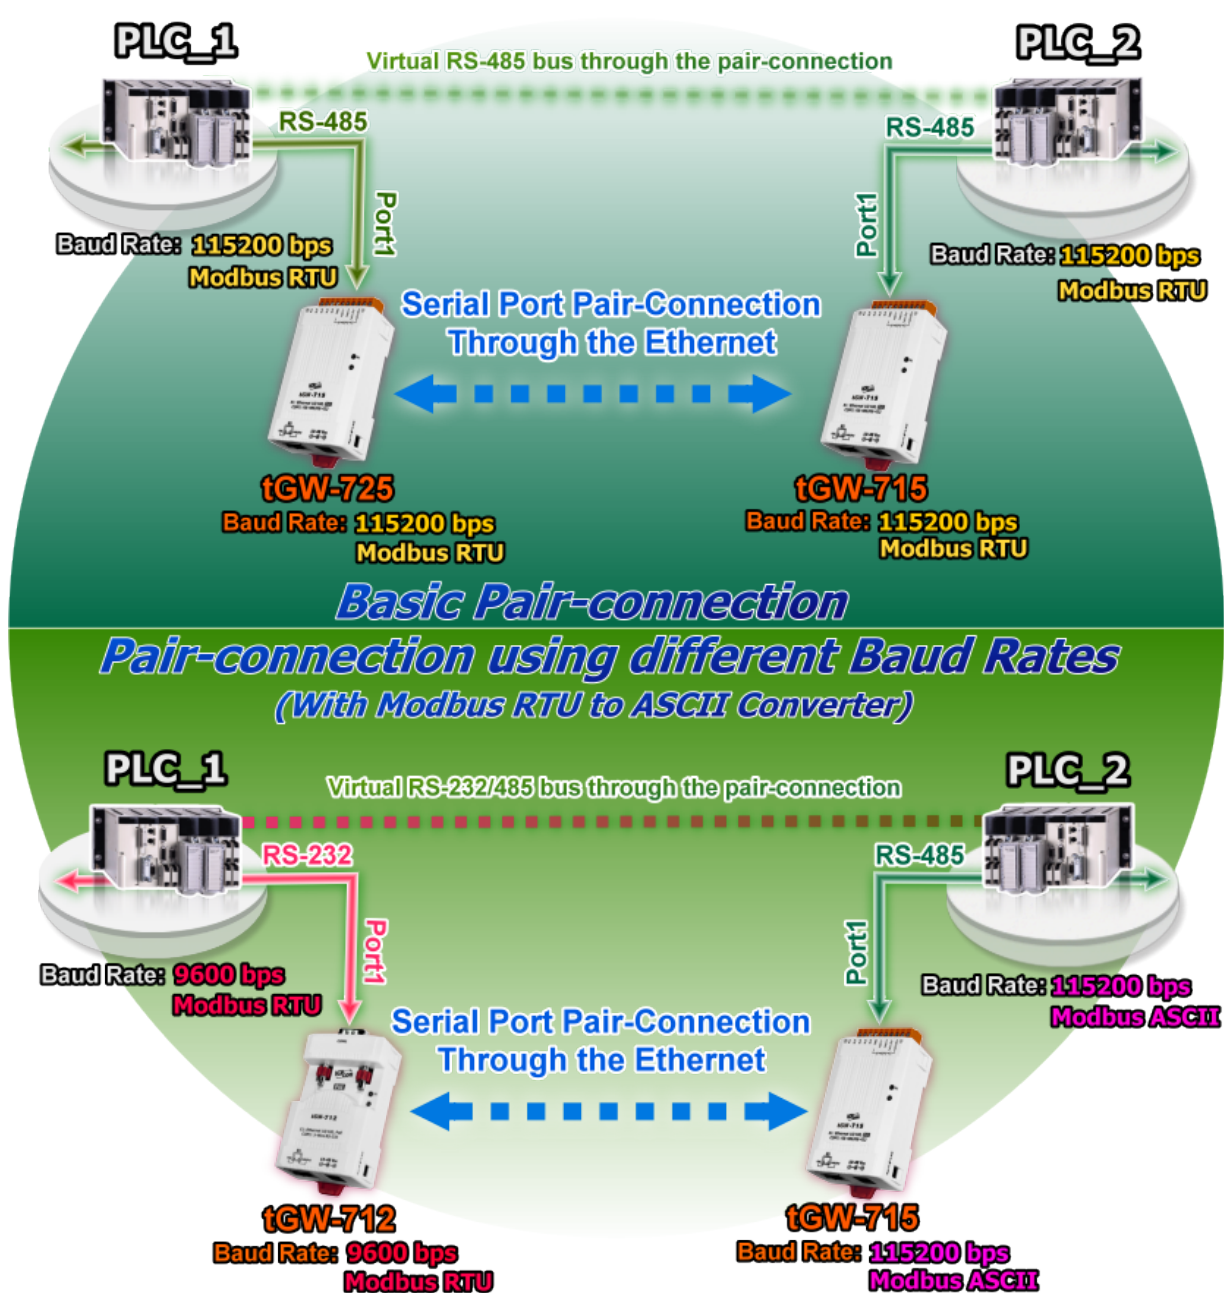 PLC_1
PLC_2
Virtual RS-485 bus through the pair-connection
RS-485
RS-485
Port1
Port1
Baud Rate: 115200 bps
Modbus RTU
Baud Rate: 115200 bps
Modbus RTU
Serial Port Pair-Connection
Through the Ethernet
tGW-715
tGW-725
tGW-715
Baud Rate: 115200 bps
Modbus RTU
Baud Rate: 115200 bps
Modbus RTU
Basic Pair-connection
Pair-connection using different Baud Rates
(With Modbus RTU to ASCII Converter)
PLC_1
PLC_2
Virtual RS-232/485 bus through the pair-connection
RS-232
RS-485
Port1
Port1
Baud Rate: 9600 bps
Modbus RTU
Baud Rate: 115200 bps
Modbus ASCII
Serial Port Pair-Connection
Through the Ethernet
tGW-712
tGW-715
tGW-712
tGW-715
Baud Rate: 9600 bps
Modbus RTU
Baud Rate: 115200 bps
Modbus ASCII